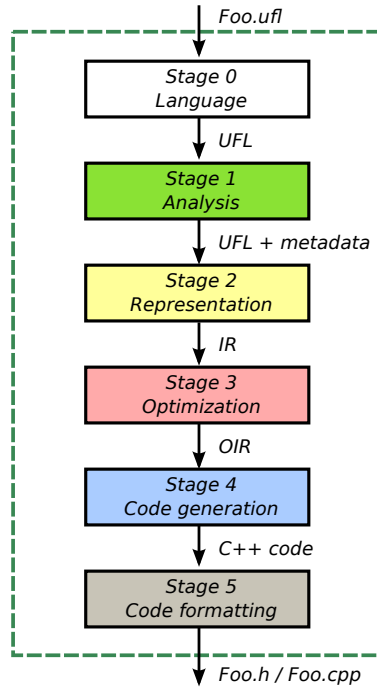 Foo.ufl
Stage 0
Language
UFL
Stage 1
Analysis
UFL + metadata
Stage 2
Representation
IR
Stage 3
Optimization
OIR
Stage 4
Code generation
C++ code
Stage 5
Code formatting
Foo.h / Foo.cpp